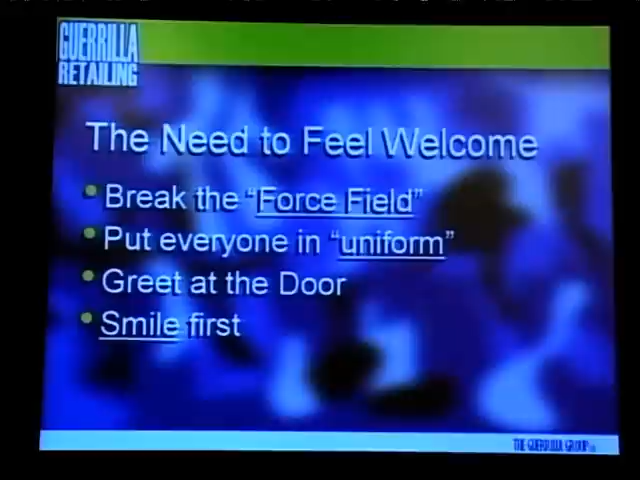 GUERRILLA
RETAILING
The Need to Feel Welcome
Break the “Force Field”
Put everyone in “uniform”
Greet at the Door
Smile first
THE GUERRILLA GROUP